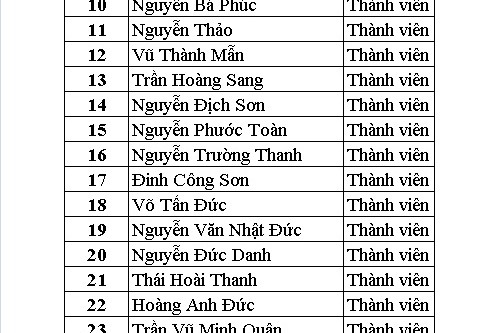 10 Nguyễn Bá Phúc Thành viên
11 Nguyễn Thảo Thành viên
12 Vũ Thành Mẫn Thành viên
13 Trần Hoàng Sang Thành viên
14 Nguyễn Địch Sơn Thành viên
15 Nguyễn Phước Toàn Thành viên
16 Nguyễn Trường Thanh Thành viên
17 Đinh Công Sơn Thành viên
18 Võ Tấn Đức Thành viên
19 Nguyễn Văn Nhật Đức Thành viên
20 Nguyễn Đức Danh Thành viên
21 Thái Hoài Thanh Thành viên
22 Hoàng Anh Đức Thành viên
23 Trần Vũ Minh Quân Thành viên